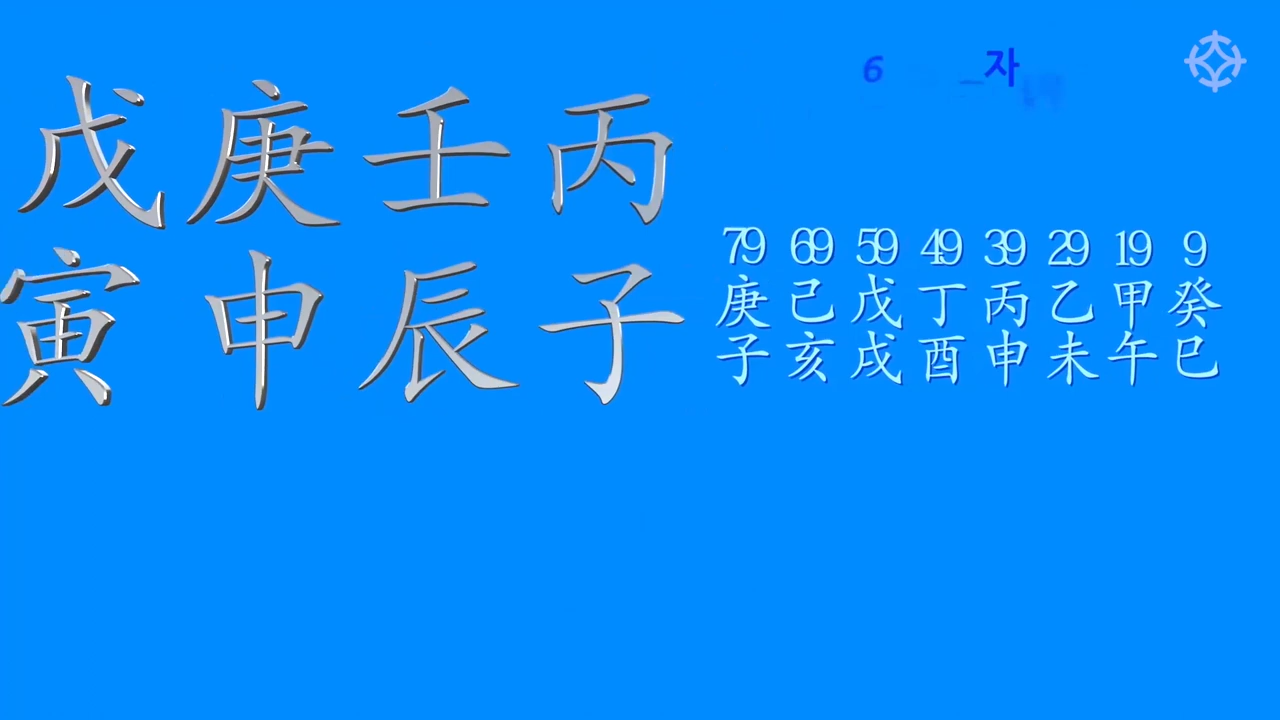 6 자
戊庚壬丙
寅申辰子
79 69 59 49 39 29 19 9
庚己戊丁丙乙甲癸
子亥戌酉申未午巳